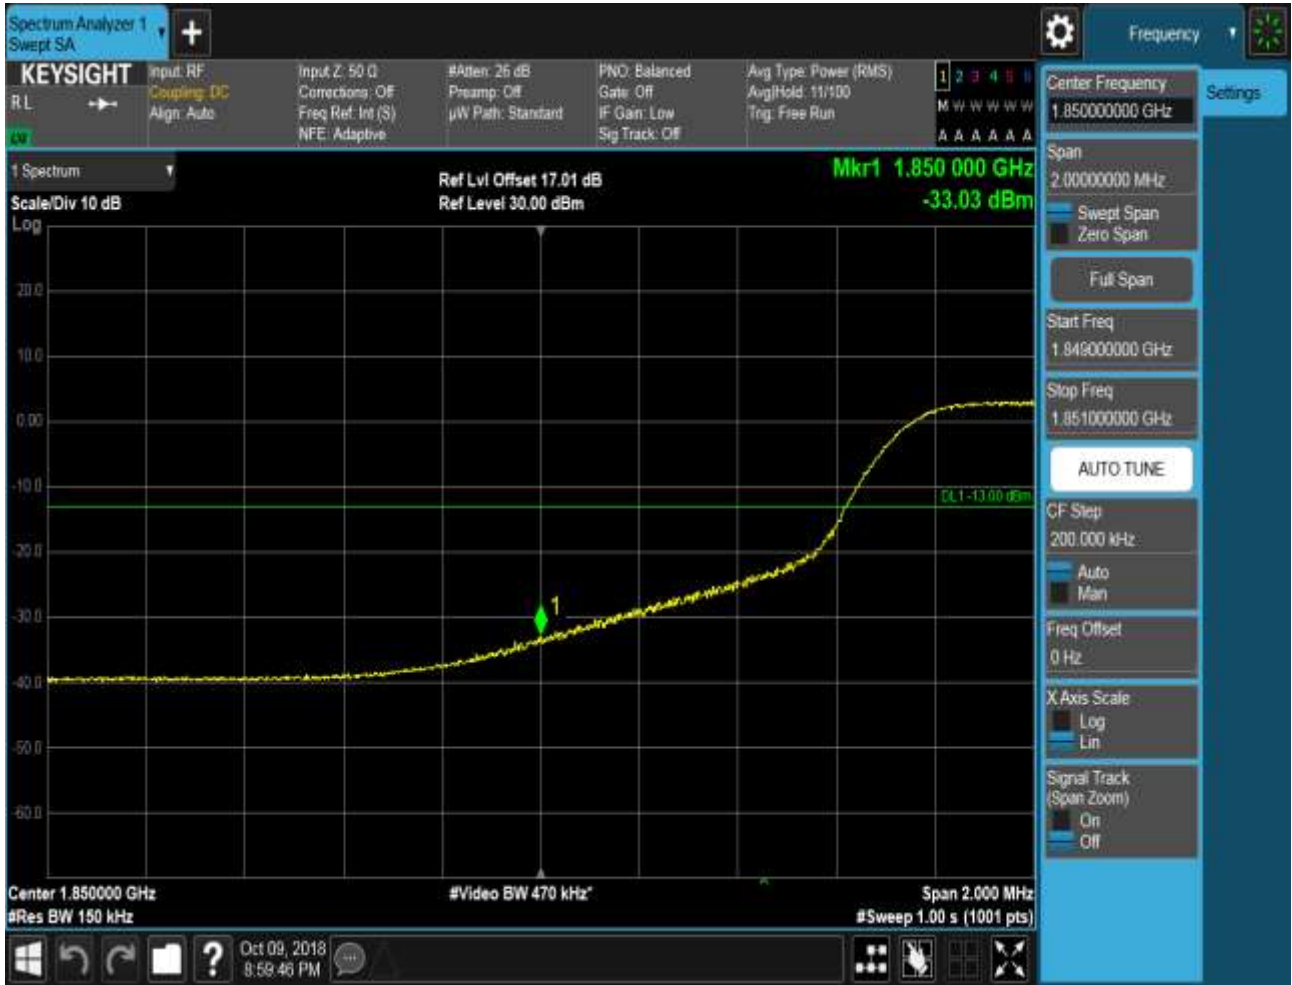 Spectrum Analyzer 1
Swept SA
Frequency
KEYSIGHT
R L
Input: RF
Coupling: DC
Align: Auto
Input Z: 50 Ω
Corrections: Off
Freq Ref: Int (S)
NFE: Adaptive
#Atten: 26 dB
Preamp: Off
µW Path: Standard
PNO: Balanced
Gate: Off
IF Gain: Low
Sig Track: Off
Avg Type: Power (RMS)
Avg|Hold: 11/100
Trig: Free Run
1 2 3 4 5 6
M W W W W W
A A A A A A
1 Spectrum
Scale/Div 10 dB
Log
Ref Lvl Offset 17.01 dB
Ref Level 30.00 dBm
Mkr1 1.850 000 GHz
-33.03 dBm
20.0
10.0
0.00
-10.0
-20.0
-30.0
-40.0
-50.0
-60.0
DL1 -13.00 dBm
1
Center 1.850000 GHz
#Res BW 150 kHz
#Video BW 470 kHz*
Span 2.000 MHz
#Sweep 1.00 s (1001 pts)
Center Frequency
1.850000000 GHz
Settings
Span
2.00000000 MHz
Swept Span
Zero Span
Full Span
Start Freq
1.849000000 GHz
Stop Freq
1.851000000 GHz
AUTO TUNE
CF Step
200.000 kHz
Auto
Man
Freq Offset
0 Hz
X Axis Scale
Log
Lin
Signal Track
(Span Zoom)
On
Off
?
Oct 09, 2018
8:59:46 PM